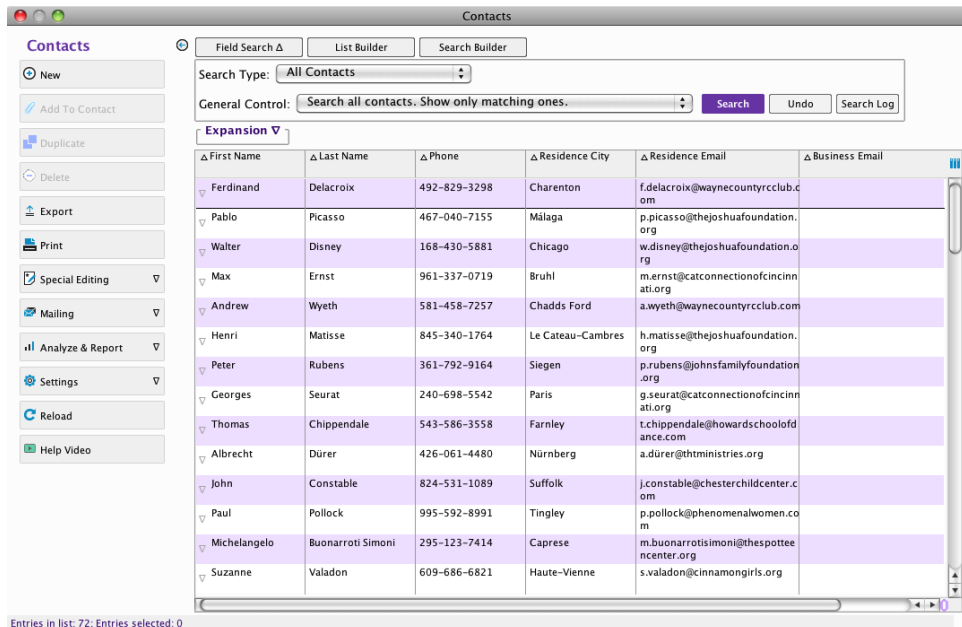 Contacts
Contacts
Field Search Δ
List Builder
Search Builder
New
Add To Contact
Duplicate
Delete
Export
Print
Special Editing ∇
Mailing ∇
Analyze & Report ∇
Settings ∇
Reload
Help Video
Search Type: All Contacts
General Control: Search all contacts. Show only matching ones.
Search
Undo
Search Log
Expansion ∇
Δ First Name Δ Last Name Δ Phone Δ Residence City Δ Residence Email Δ Business Email
Ferdinand Delacroix 492-829-3298 Charenton f.delacroix@waynecountyrcclub.c
om
Pablo Picasso 467-040-7155 Málaga p.picasso@thejoshuafoundation.
org
Walter Disney 168-430-5881 Chicago w.disney@thejoshuafoundation.o
rg
Max Ernst 961-337-0719 Bruhl m.ernst@catconnectionofcincinn
ati.org
Andrew Wyeth 581-458-7257 Chadds Ford a.wyeth@waynecountyrcclub.com
Henri Matisse 845-340-1764 Le Cateau-Cambres h.matisse@thejoshuafoundation.
org
Peter Rubens 361-792-9164 Siegen p.rubens@johnsfamilyfoundation
.org
Georges Seurat 240-698-5542 Paris g.seurat@catconnectionofcincinn
ati.org
Thomas Chippendale 543-586-3558 Farnley t.chippendale@howardschoolofd
ance.com
Albrecht Dürer 426-061-4480 Nürnberg a.dürer@thtministries.org
John Constable 824-531-1089 Suffolk j.constable@chesterchildcenter.c
om
Paul Pollock 995-592-8991 Tingley p.pollock@phenomenalwomen.co
m
Michelangelo Buonarroti Simoni 295-123-7414 Caprese m.buonarrotisimoni@thespottee
ncenter.org
Suzanne Valadon 609-686-6821 Haute-Vienne s.valadon@cinnamongirls.org
Entries in list: 72; Entries selected: 0